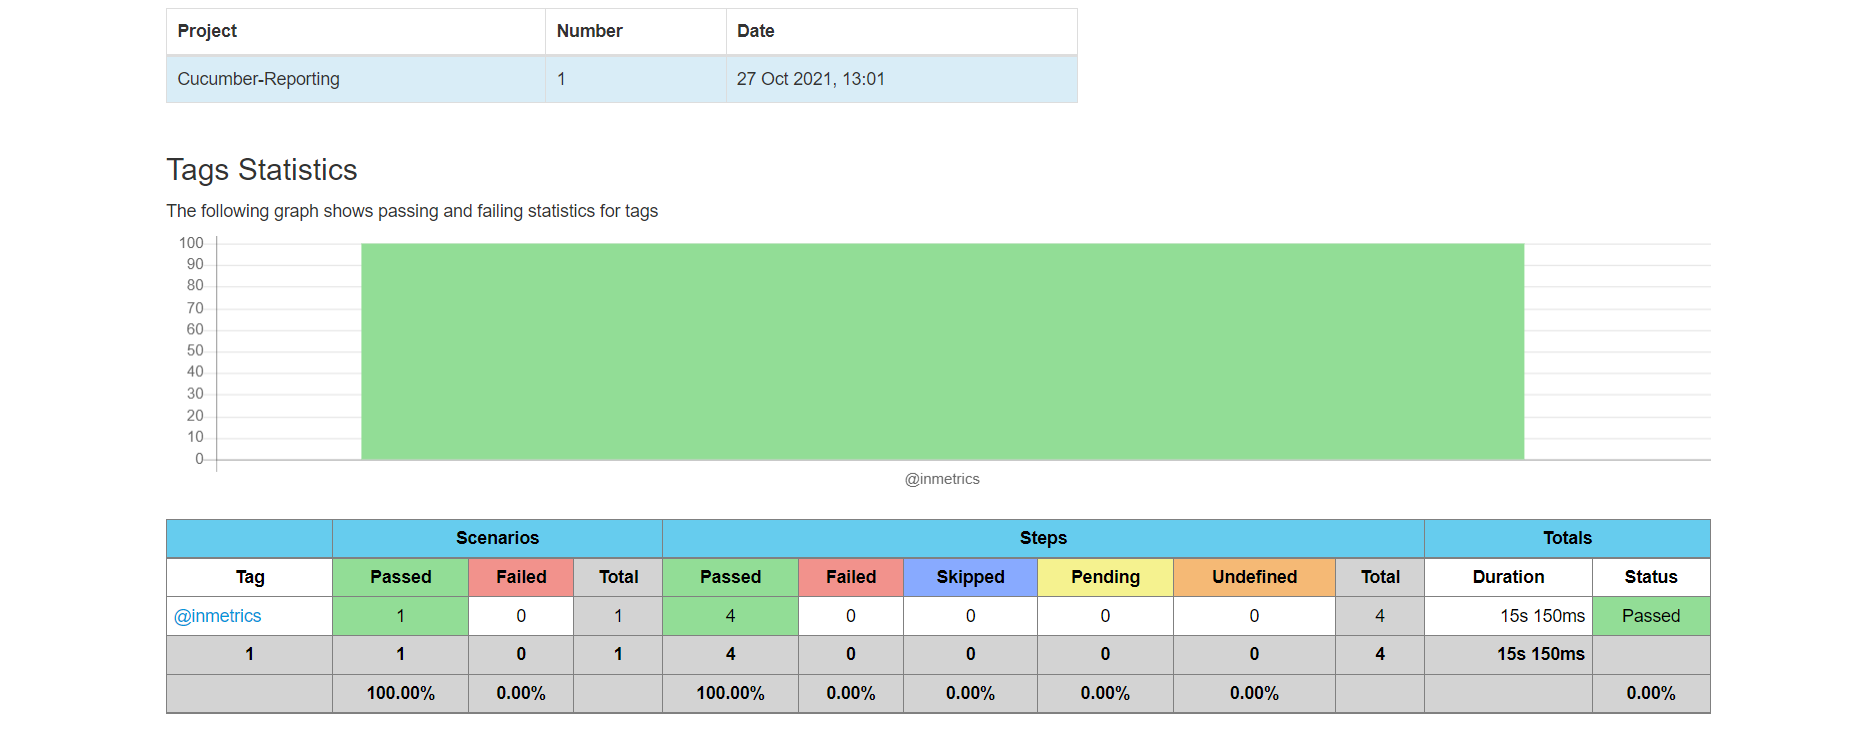 Project Number Date
Cucumber-Reporting 1 27 Oct 2021, 13:01
Tags Statistics
The following graph shows passing and failing statistics for tags
100
90
80
70
60
50
40
30
20
10
0
@inmetrics
Scenarios Steps Totals
Tag Passed Failed Total Passed Failed Skipped Pending Undefined Total Duration Status
@inmetrics 1 0 1 4 0 0 0 0 4 15s 150ms Passed
1 1 0 1 4 0 0 0 0 4 15s 150ms
100.00% 0.00% 100.00% 0.00% 0.00% 0.00% 0.00% 0.00%